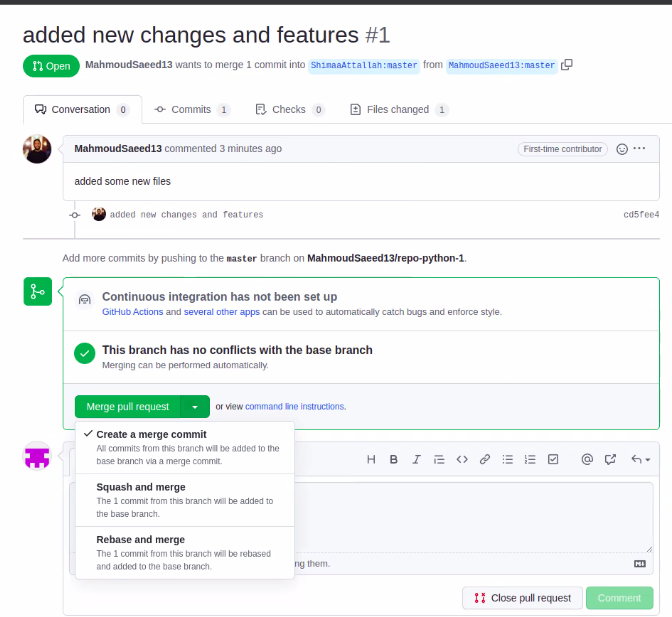 added new changes and features #1
Open MahmoudSaeed13 wants to merge 1 commit into ShimaaAttallah:master from MahmoudSaeed13:master
Conversation 0 Commits 1 Checks 0 Files changed 1
MahmoudSaeed13 commented 3 minutes ago First-time contributor
added some new files
added new changes and features cd5fee4
Add more commits by pushing to the master branch on MahmoudSaeed13/repo-python-1.
Continuous integration has not been set up
GitHub Actions and several other apps can be used to automatically catch bugs and enforce style.
This branch has no conflicts with the base branch
Merging can be performed automatically.
Merge pull request or view command line instructions.
Create a merge commit
All commits from this branch will be added to the
base branch via a merge commit.
Squash and merge
The 1 commit from this branch will be added to
the base branch.
Rebase and merge
The 1 commit from this branch will be rebased
and added to the base branch.
ng them.
Close pull request Comment